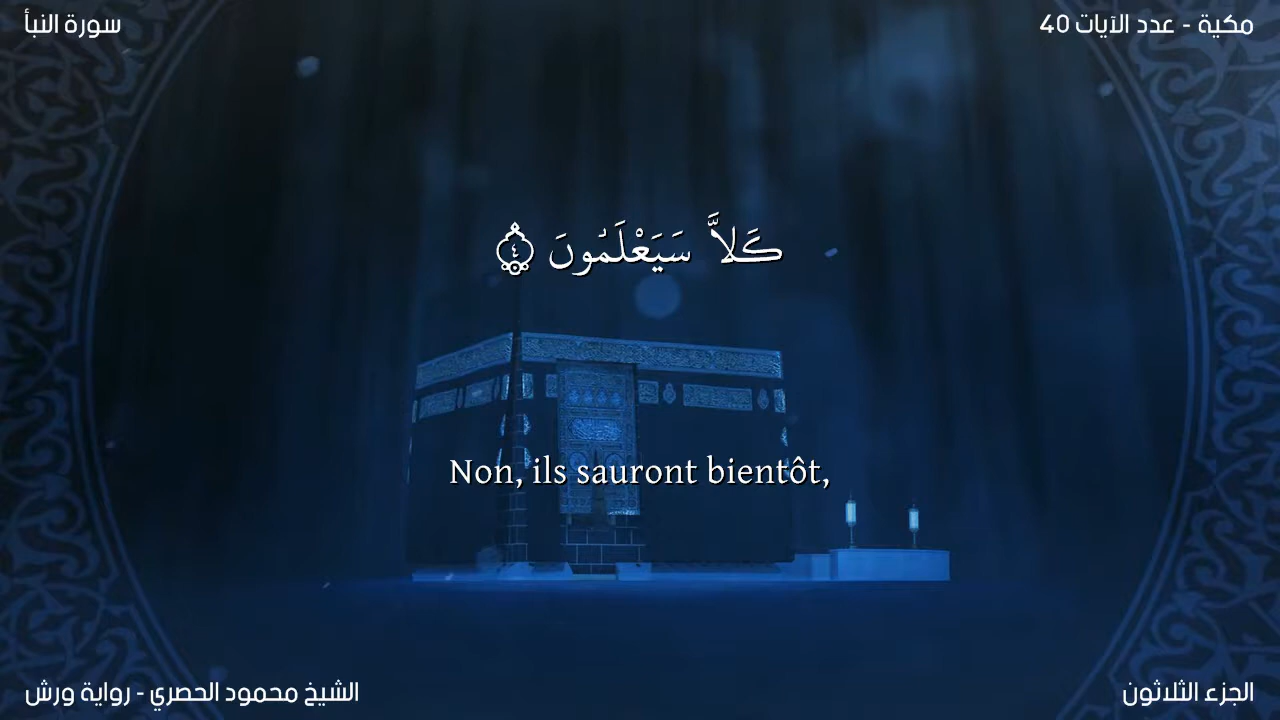 مكية - عدد الآيات 40
سورة النبأ
كَلاَّ سَيَعْلَمُونَ ٤
Non, ils sauront bientôt,
الجزء الثلاثون
الشيخ محمود الحصري - رواية ورش